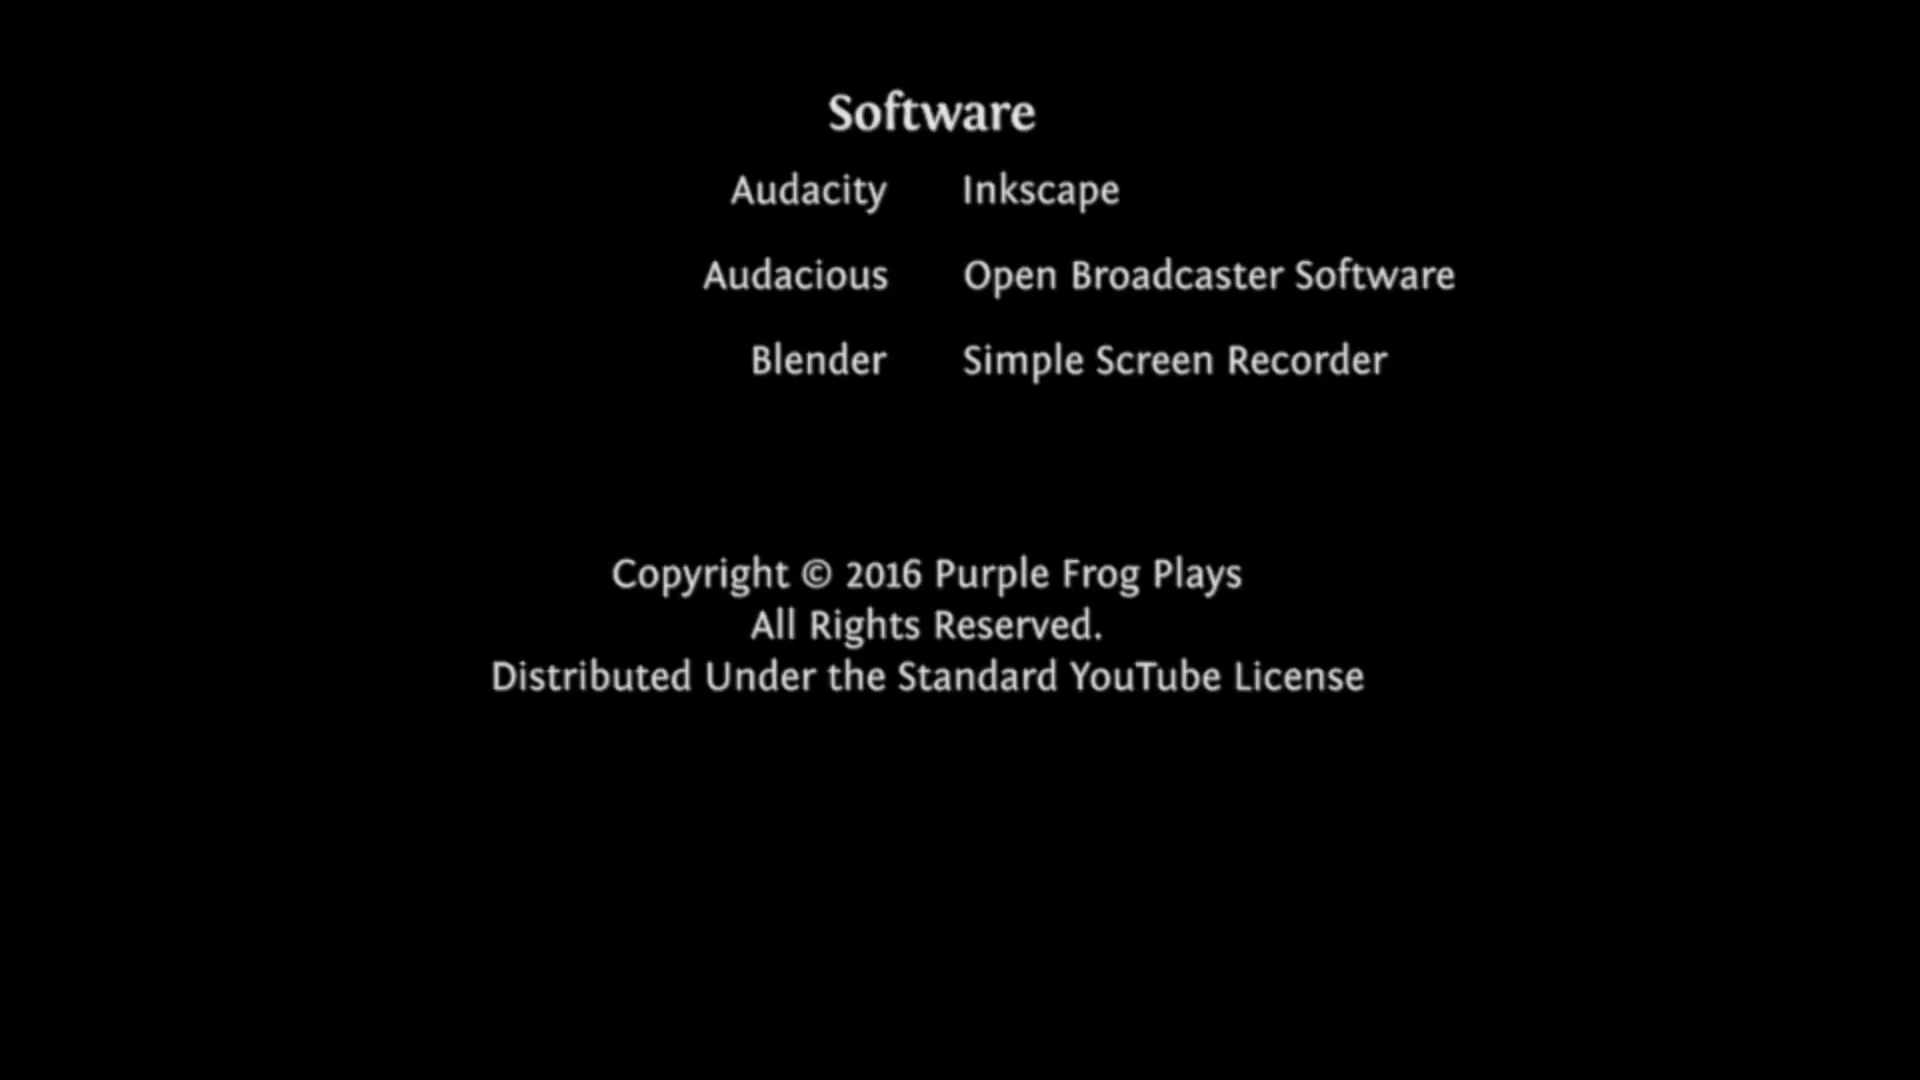 Software
Audacity Inkscape
Audacious Open Broadcaster Software
Blender Simple Screen Recorder
Copyright © 2016 Purple Frog Plays
All Rights Reserved.
Distributed Under the Standard YouTube License